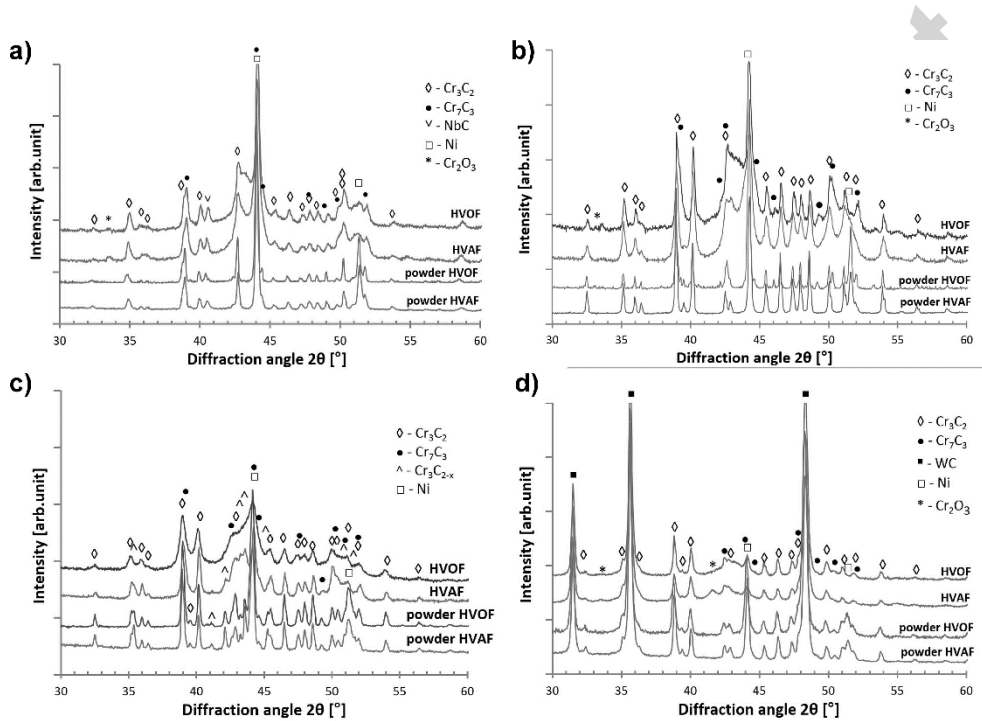 a)
Intensity [arb.unit]
◊ - Cr₃C₂
● - Cr₇C₃
∨ - NbC
□ - Ni
* - Cr₂O₃
HVOF
HVAF
powder HVOF
powder HVAF
30 35 40 45 50 55 60
Diffraction angle 2θ [°]
b)
Intensity [arb.unit]
◊ - Cr₃C₂
● - Cr₇C₃
□ - Ni
* - Cr₂O₃
HVOF
HVAF
powder HVOF
powder HVAF
30 35 40 45 50 55 60
Diffraction angle 2θ [°]
c)
Intensity [arb.unit]
◊ - Cr₃C₂
● - Cr₇C₃
^ - Cr₃C₂₋ₓ
□ - Ni
HVOF
HVAF
powder HVOF
powder HVAF
30 35 40 45 50 55 60
Diffraction angle 2θ [°]
d)
Intensity [arb.unit]
◊ - Cr₃C₂
● - Cr₇C₃
■ - WC
□ - Ni
* - Cr₂O₃
HVOF
HVAF
powder HVOF
powder HVAF
30 35 40 45 50 55 60
Diffraction angle 2θ [°]